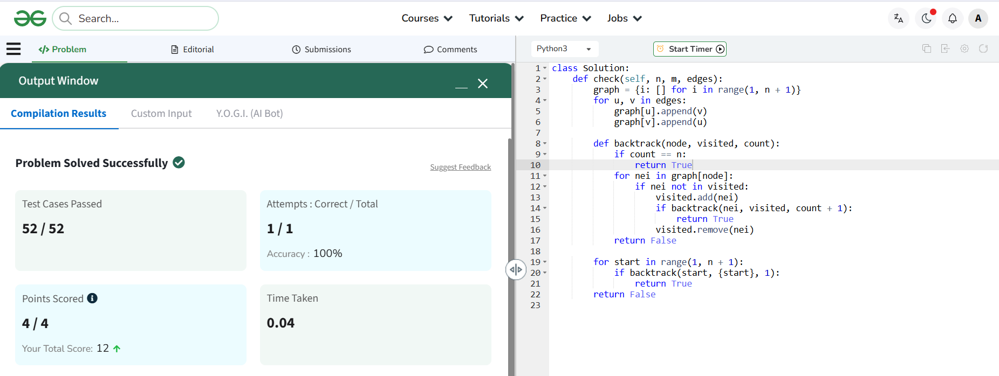 Search...
Courses Tutorials Practice Jobs
A
Problem Editorial Submissions Comments
Python3
Start Timer
Output Window
Compilation Results Custom Input Y.O.G.I. (AI Bot)
Problem Solved Successfully
Suggest Feedback
Test Cases Passed
52 / 52
Attempts : Correct / Total
1 / 1
Accuracy : 100%
Points Scored
4 / 4
Your Total Score: 12
Time Taken
0.04
1 class Solution:
2     def check(self, n, m, edges):
3         graph = {i: [] for i in range(1, n + 1)}
4         for u, v in edges:
5             graph[u].append(v)
6             graph[v].append(u)
7
8         def backtrack(node, visited, count):
9             if count == n:
10                 return True
11             for nei in graph[node]:
12                 if nei not in visited:
13                     visited.add(nei)
14                     if backtrack(nei, visited, count + 1):
15                         return True
16                     visited.remove(nei)
17             return False
18
19         for start in range(1, n + 1):
20             if backtrack(start, {start}, 1):
21                 return True
22         return False
23